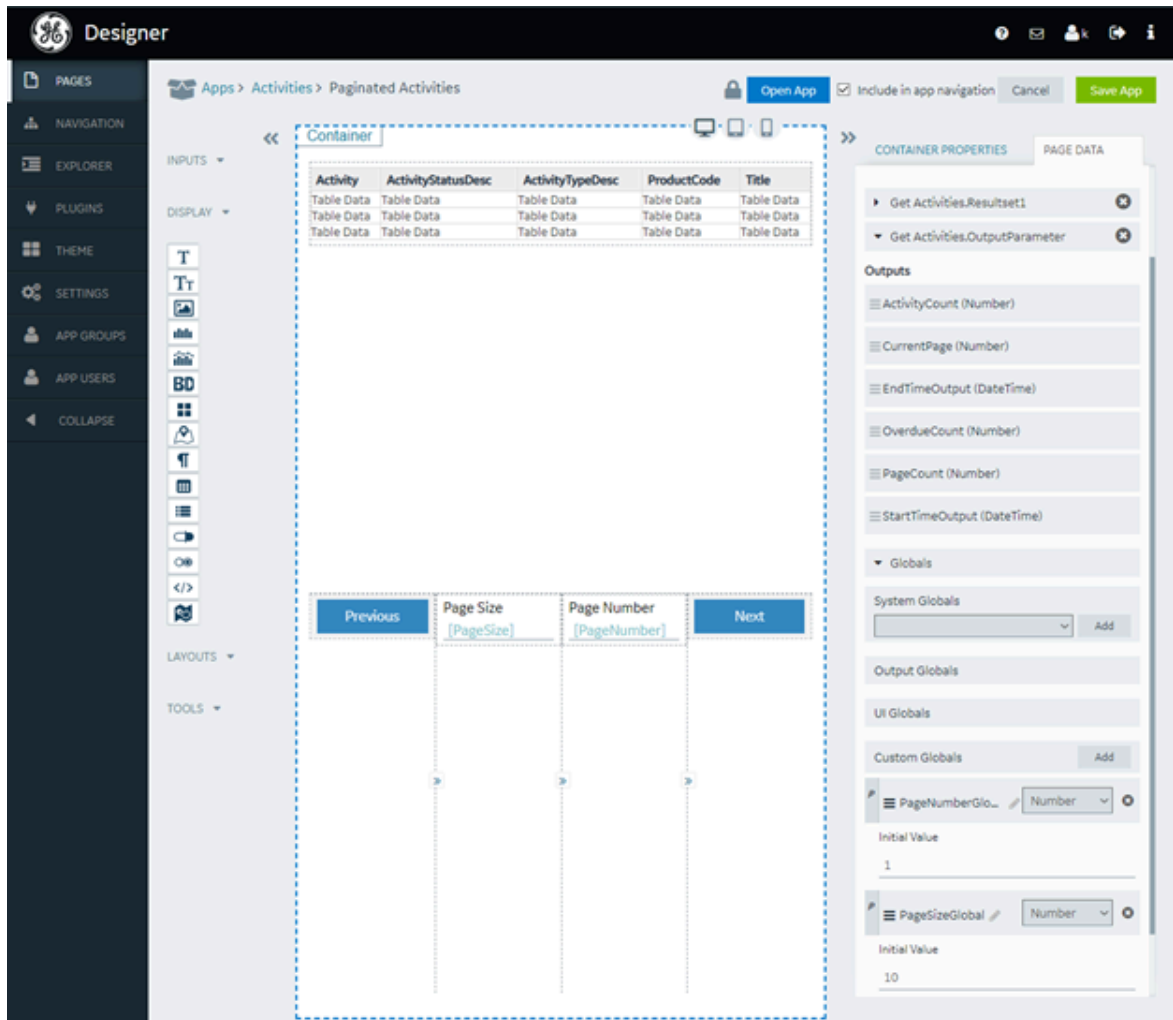 Designer
k
PAGES
NAVIGATION
EXPLORER
PLUGINS
THEME
SETTINGS
APP GROUPS
APP USERS
COLLAPSE
Apps > Activities > Paginated Activities
Open App
Include in app navigation
Cancel
Save App
INPUTS
DISPLAY
T
TT
BD
¶
</>
LAYOUTS
TOOLS
Container
Activity ActivityStatusDesc ActivityTypeDesc ProductCode Title
Table Data Table Data Table Data Table Data Table Data
Table Data Table Data Table Data Table Data Table Data
Table Data Table Data Table Data Table Data Table Data
Previous
Page Size
[PageSize]
Page Number
[PageNumber]
Next
CONTAINER PROPERTIES
PAGE DATA
Get Activities.Resultset1
Get Activities.OutputParameter
Outputs
ActivityCount (Number)
CurrentPage (Number)
EndTimeOutput (DateTime)
OverdueCount (Number)
PageCount (Number)
StartTimeOutput (DateTime)
Globals
System Globals
Add
Output Globals
UI Globals
Custom Globals
Add
PageNumberGlo... Number
Initial Value
1
PageSizeGlobal Number
Initial Value
10